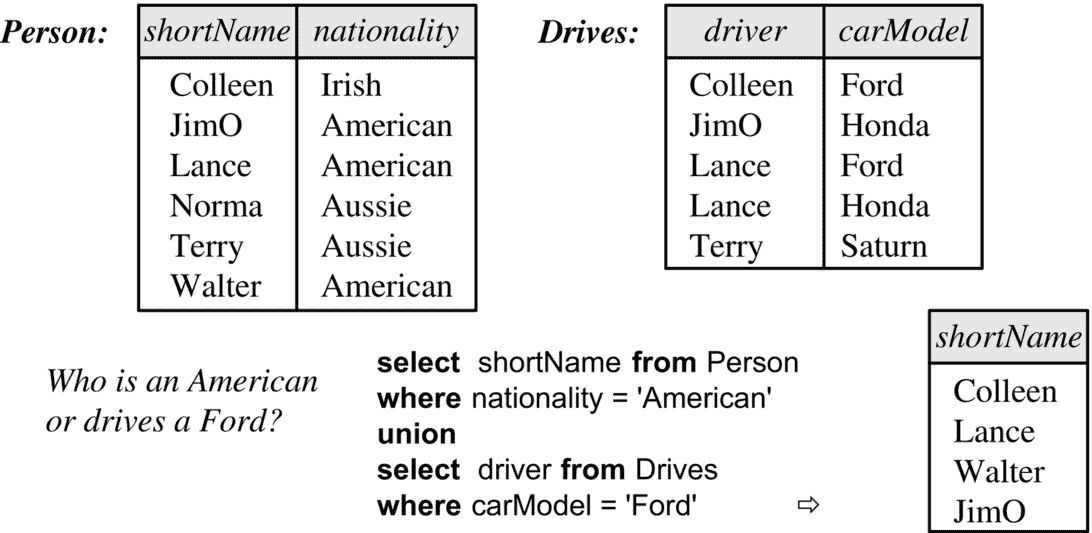 Person:
shortName nationality
Colleen Irish
JimO American
Lance American
Norma Aussie
Terry Aussie
Walter American
Drives:
driver carModel
Colleen Ford
JimO Honda
Lance Ford
Lance Honda
Terry Saturn
Who is an American
or drives a Ford?
select shortName from Person
where nationality = 'American'
union
select driver from Drives
where carModel = 'Ford' ⇨
shortName
Colleen
Lance
Walter
JimO